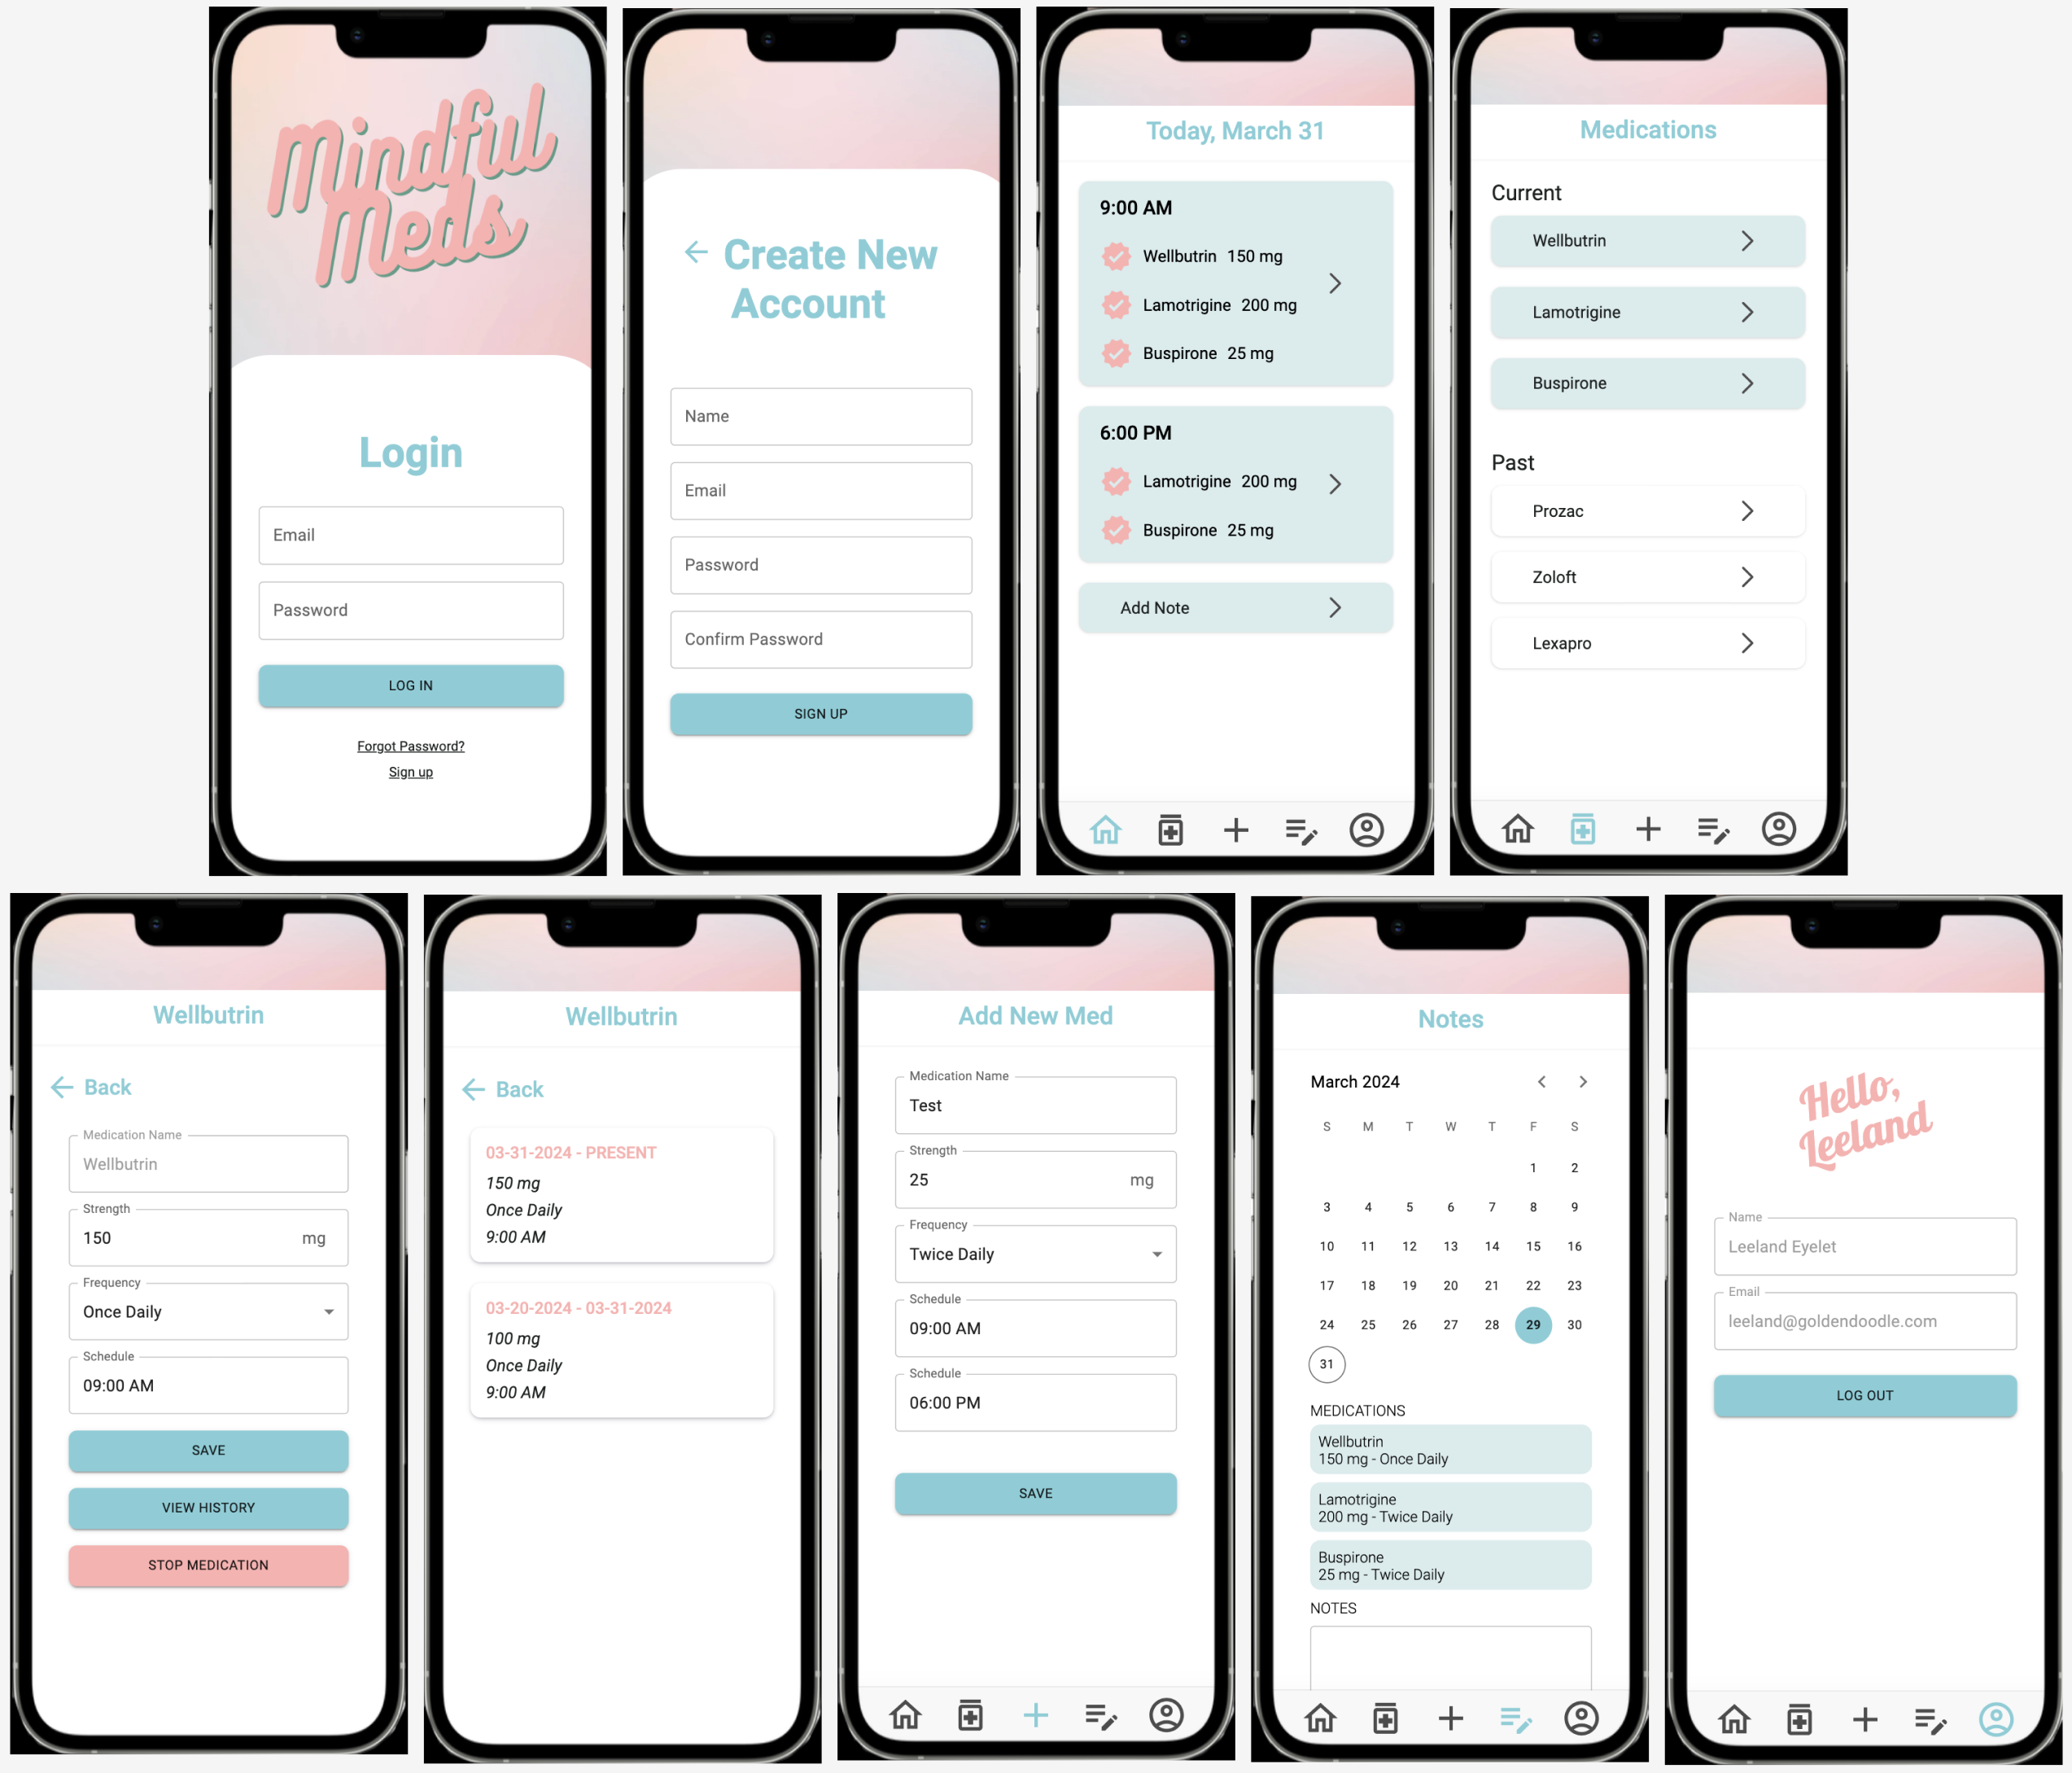 Mindful
Meds
Login
Email
Password
LOG IN
Forgot Password?
Sign up
Create New
Account
Name
Email
Password
Confirm Password
SIGN UP
Today, March 31
9:00 AM
Wellbutrin 150 mg
Lamotrigine 200 mg
Buspirone 25 mg
6:00 PM
Lamotrigine 200 mg
Buspirone 25 mg
Add Note
Medications
Current
Wellbutrin
Lamotrigine
Buspirone
Past
Prozac
Zoloft
Lexapro
Wellbutrin
Back
Medication Name
Wellbutrin
Strength
150 mg
Frequency
Once Daily
Schedule
09:00 AM
SAVE
VIEW HISTORY
STOP MEDICATION
Wellbutrin
Back
03-31-2024 - PRESENT
150 mg
Once Daily
9:00 AM
03-20-2024 - 03-31-2024
100 mg
Once Daily
9:00 AM
Add New Med
Medication Name
Test
Strength
25 mg
Frequency
Twice Daily
Schedule
09:00 AM
Schedule
06:00 PM
SAVE
Notes
March 2024
S M T W T F S
1 2
3 4 5 6 7 8 9
10 11 12 13 14 15 16
17 18 19 20 21 22 23
24 25 26 27 28 29 30
31
MEDICATIONS
Wellbutrin
150 mg - Once Daily
Lamotrigine
200 mg - Twice Daily
Buspirone
25 mg - Twice Daily
NOTES
Hello,
Leeland
Name
Leeland Eyelet
Email
leeland@goldendoodle.com
LOG OUT